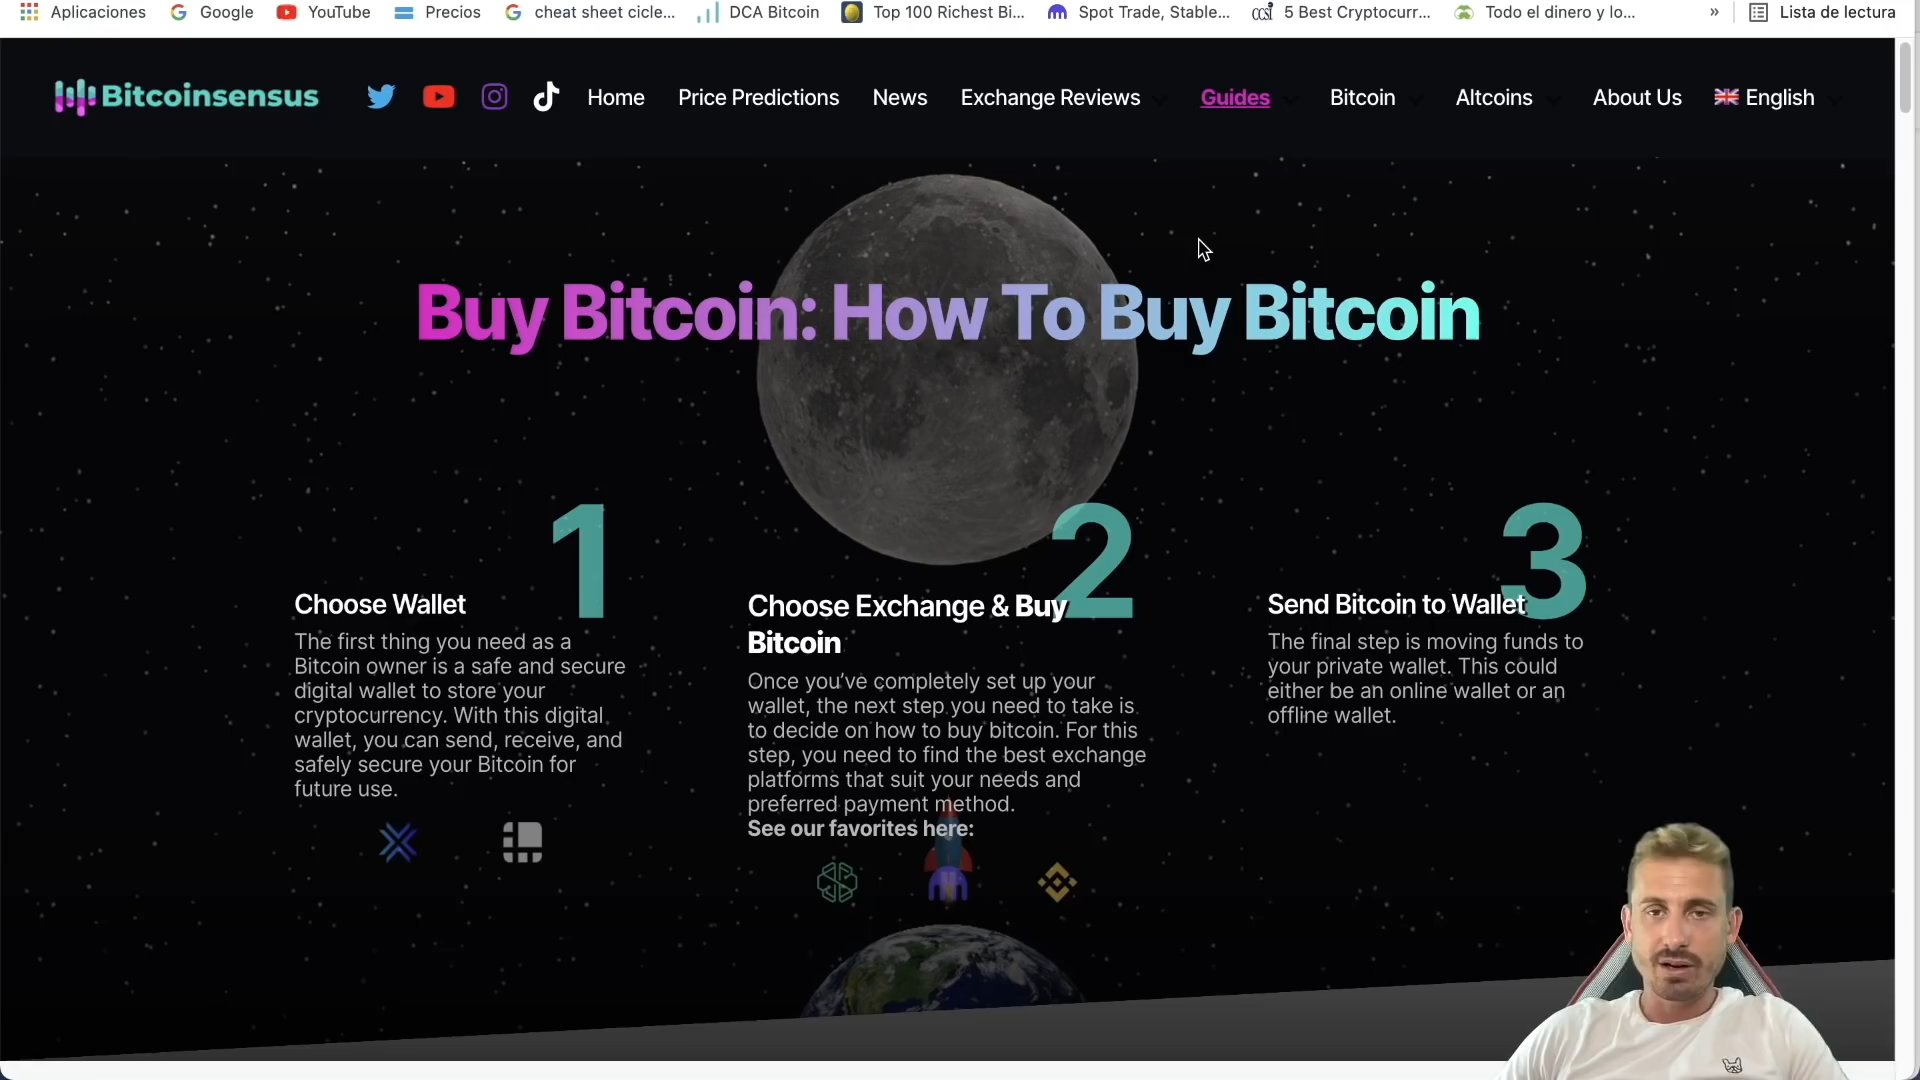 Aplicaciones Google YouTube Precios cheat sheet cicle... DCA Bitcoin Top 100 Richest Bi... Spot Trade, Stable... 5 Best Cryptocurr... Todo el dinero y lo... » Lista de lectura
Bitcoinsensus Home Price Predictions News Exchange Reviews Guides Bitcoin Altcoins About Us English
Buy Bitcoin: How To Buy Bitcoin
1
Choose Wallet
The first thing you need as a
Bitcoin owner is a safe and secure
digital wallet to store your
cryptocurrency. With this digital
wallet, you can send, receive, and
safely secure your Bitcoin for
future use.
2
Choose Exchange & Buy
Bitcoin
Once you’ve completely set up your
wallet, the next step you need to take is
to decide on how to buy bitcoin. For this
step, you need to find the best exchange
platforms that suit your needs and
preferred payment method.
See our favorites here:
3
Send Bitcoin to Wallet
The final step is moving funds to
your private wallet. This could
either be an online wallet or an
offline wallet.